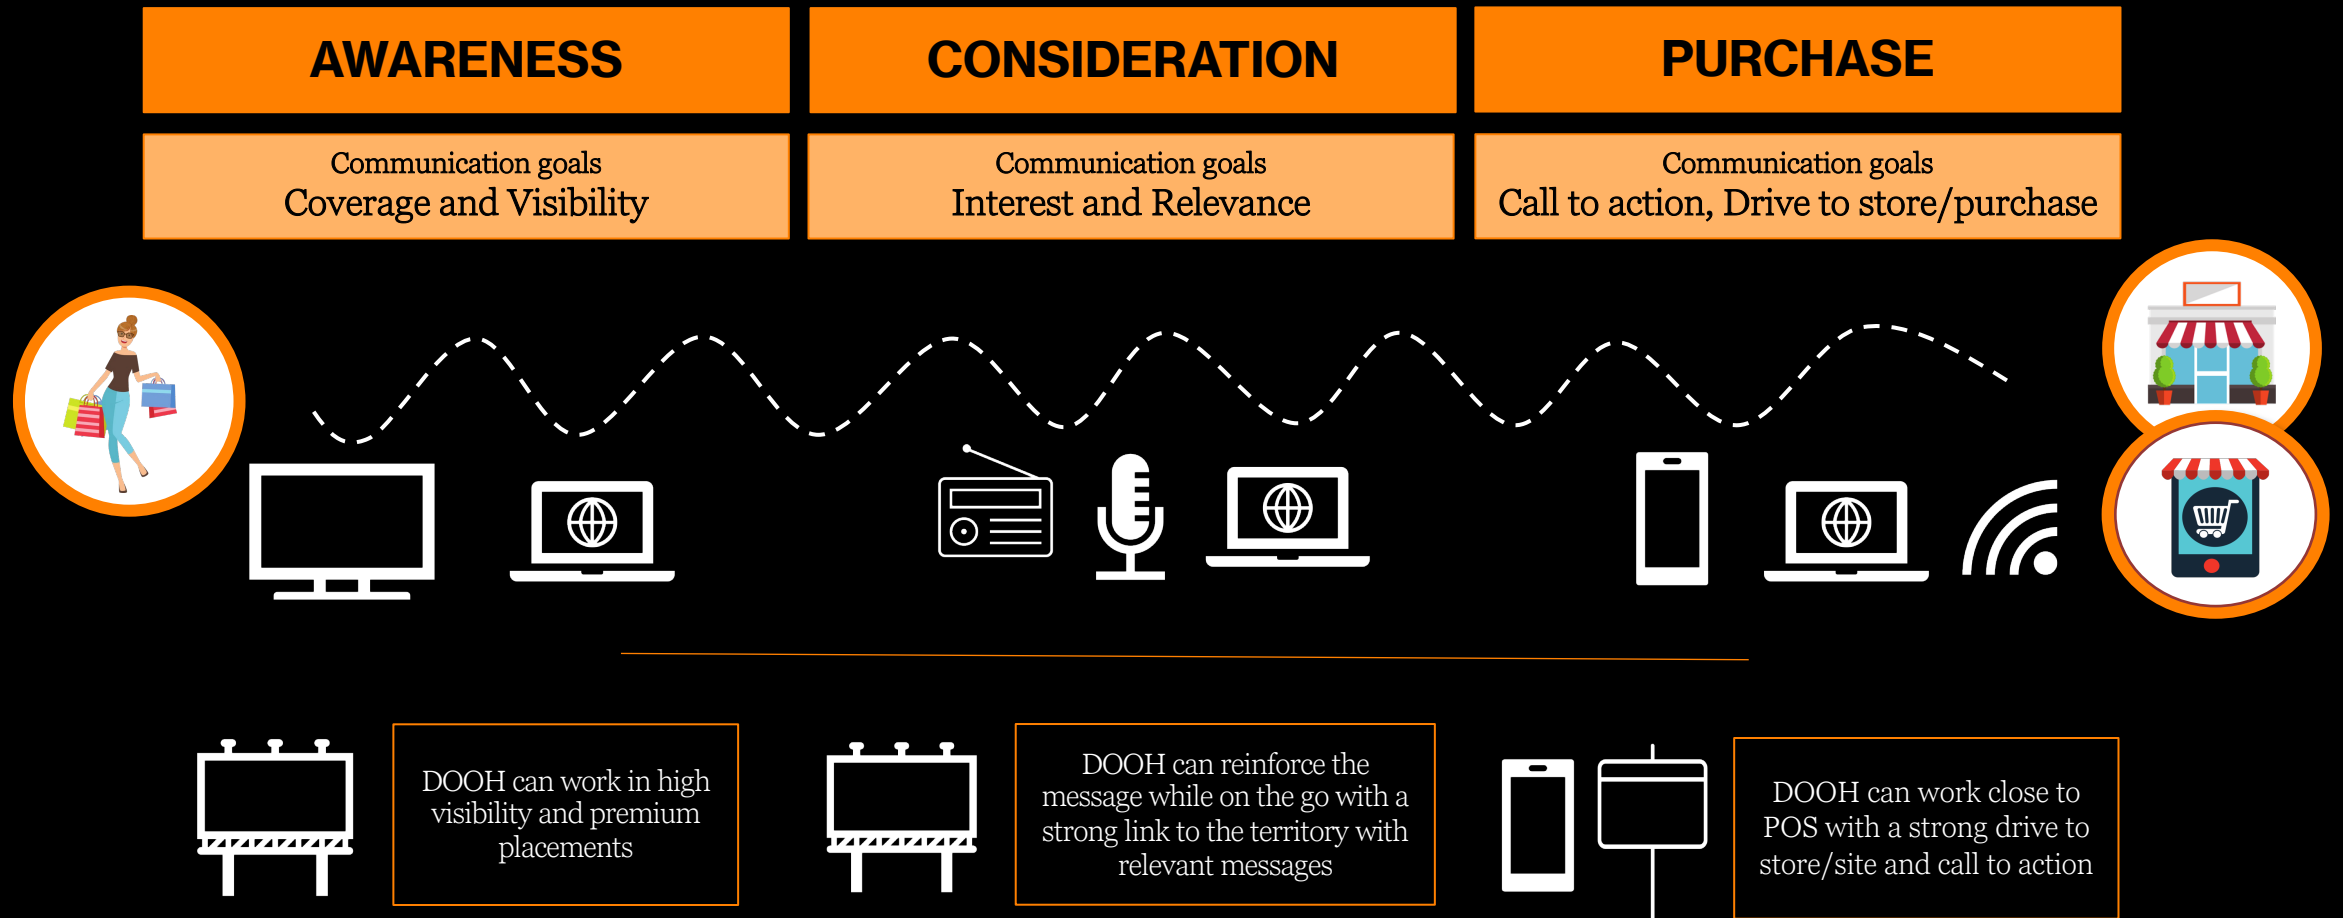 AWARENESS
CONSIDERATION
PURCHASE
Communication goals
Coverage and Visibility
Communication goals
Interest and Relevance
Communication goals
Call to action, Drive to store/purchase
DOOH can work in high
visibility and premium
placements
DOOH can reinforce the
message while on the go with a
strong link to the territory with
relevant messages
DOOH can work close to
POS with a strong drive to
store/site and call to action